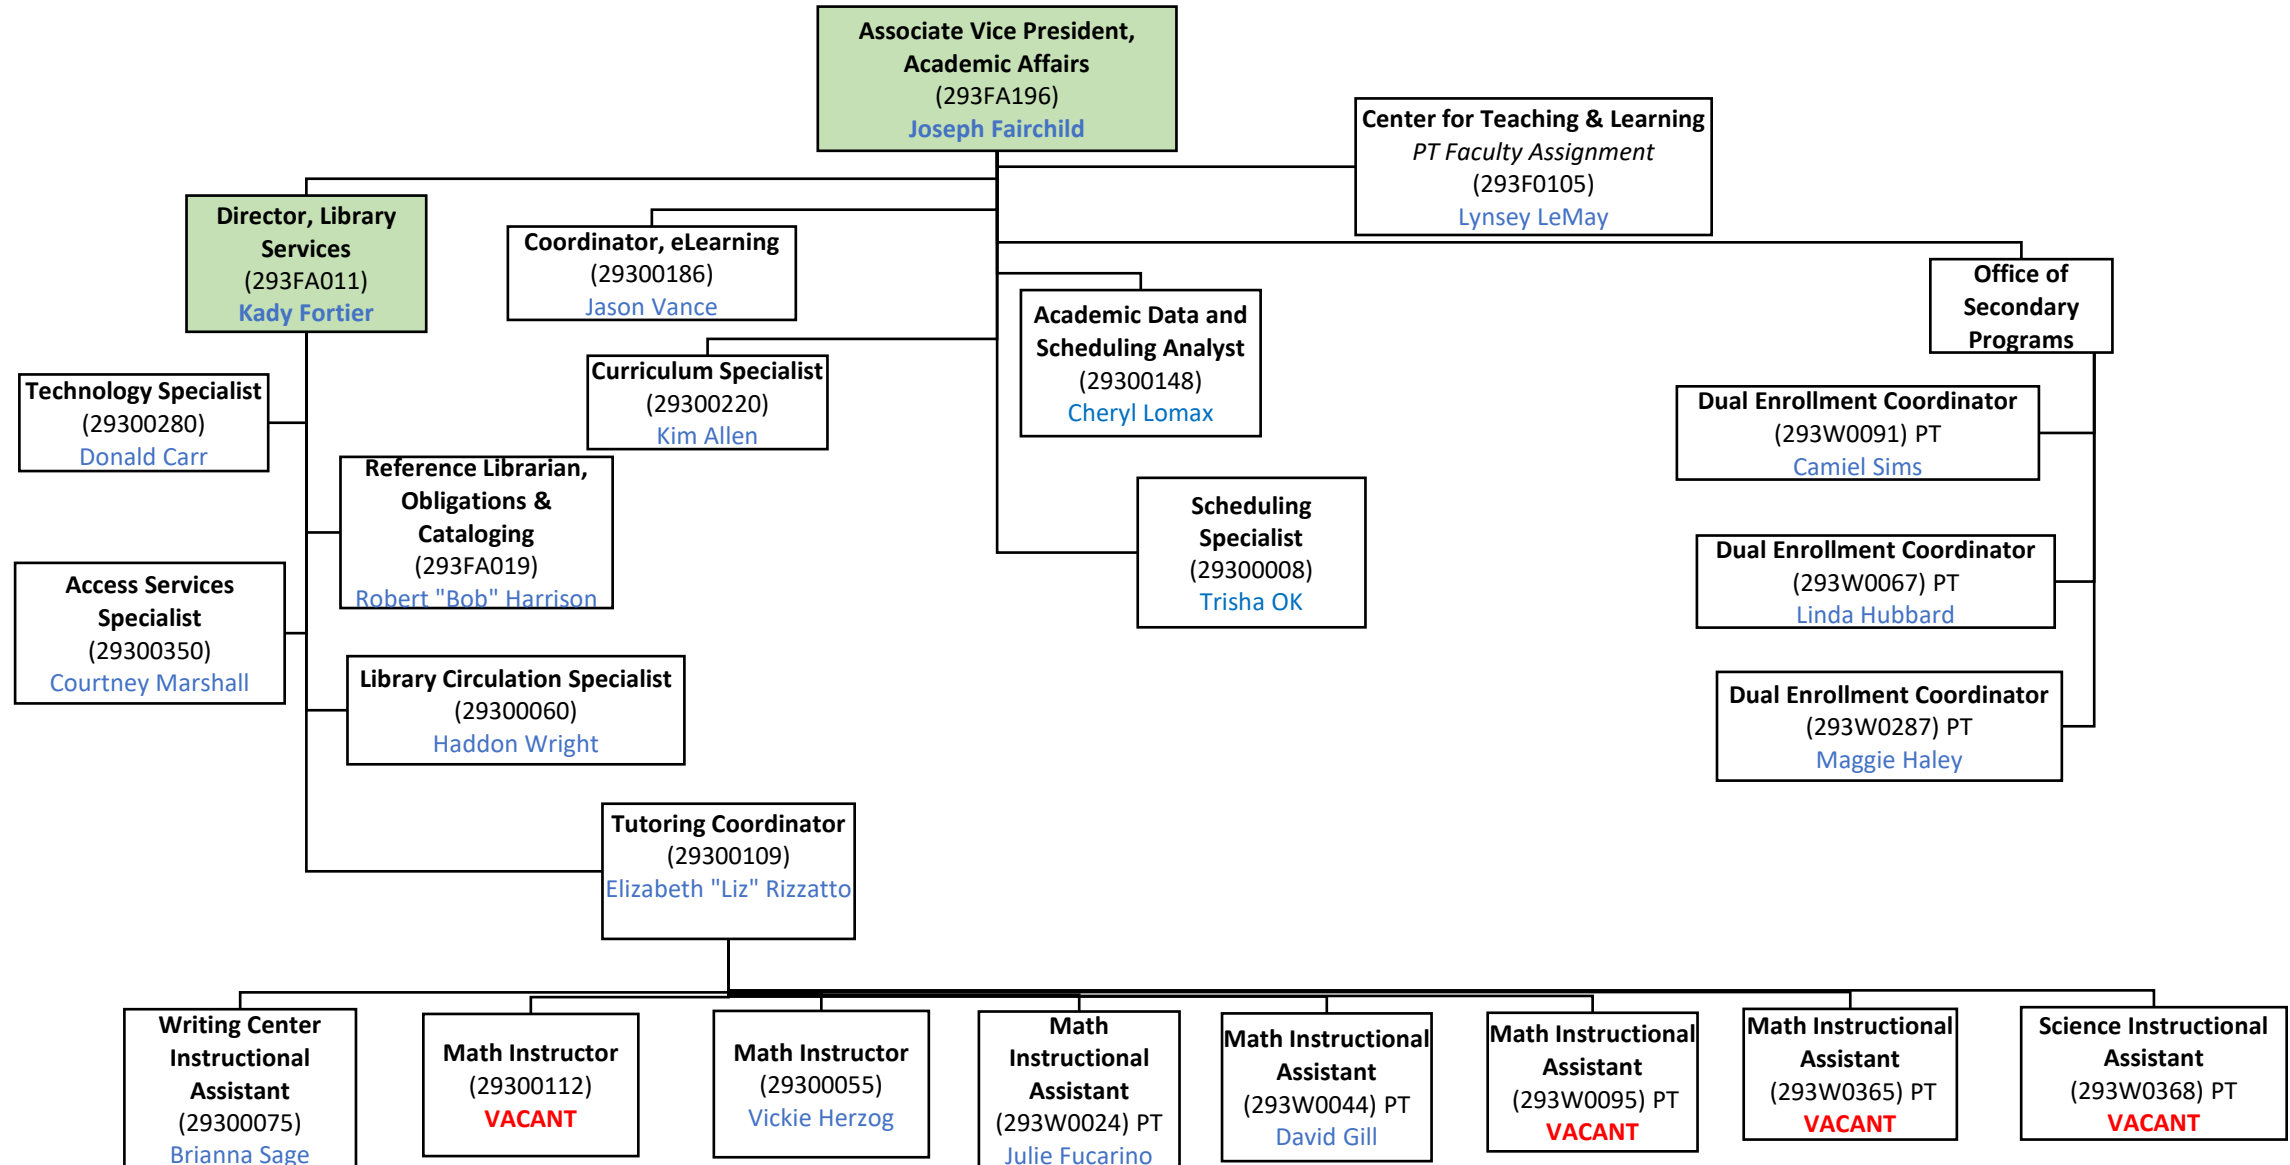 Associate Vice President,
Academic Affairs
(293FA196)
Joseph Fairchild
Center for Teaching & Learning
PT Faculty Assignment
(293F0105)
Lynsey LeMay
Director, Library
Services
(293FA011)
Kady Fortier
Coordinator, eLearning
(29300186)
Jason Vance
Office of
Secondary
Programs
Academic Data and
Scheduling Analyst
(29300148)
Cheryl Lomax
Curriculum Specialist
(29300220)
Kim Allen
Technology Specialist
(29300280)
Donald Carr
Dual Enrollment Coordinator
(293W0091) PT
Camiel Sims
Reference Librarian,
Obligations &
Cataloging
(293FA019)
Robert "Bob" Harrison
Scheduling
Specialist
(29300008)
Trisha OK
Dual Enrollment Coordinator
(293W0067) PT
Linda Hubbard
Access Services
Specialist
(29300350)
Courtney Marshall
Library Circulation Specialist
(29300060)
Haddon Wright
Dual Enrollment Coordinator
(293W0287) PT
Maggie Haley
Tutoring Coordinator
(29300109)
Elizabeth "Liz" Rizzatto
Writing Center
Instructional
Assistant
(29300075)
Brianna Sage
Math Instructor
(29300112)
VACANT
Math Instructor
(29300055)
Vickie Herzog
Math
Instructional
Assistant
(293W0024) PT
Julie Fucarino
Math Instructional
Assistant
(293W0044) PT
David Gill
Math Instructional
Assistant
(293W0095) PT
VACANT
Math Instructional
Assistant
(293W0365) PT
VACANT
Science Instructional
Assistant
(293W0368) PT
VACANT